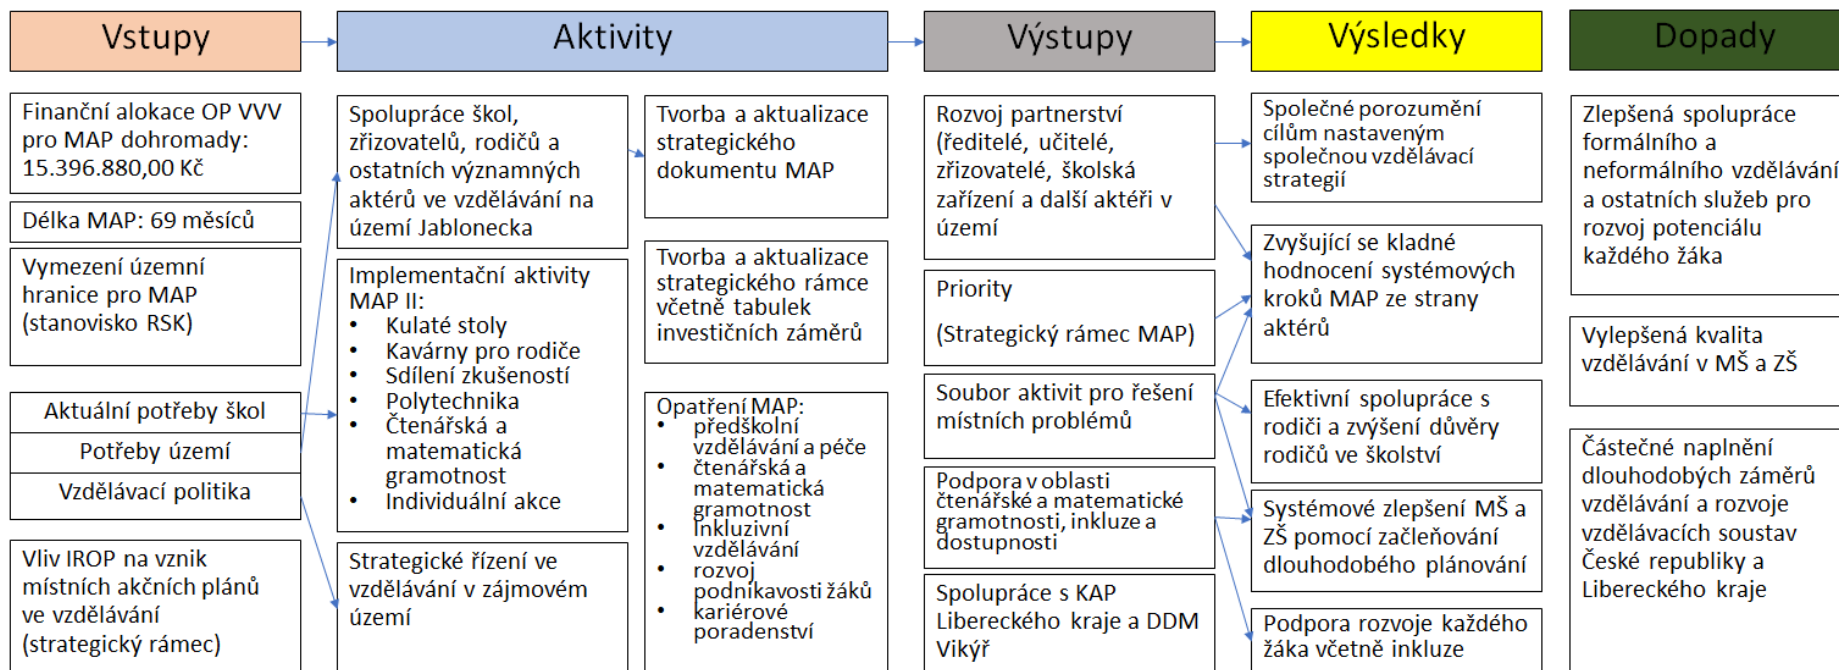 Vstupy
Aktivity
Výstupy
Výsledky
Dopady
Finanční alokace OP VVV
pro MAP dohromady:
15.396.880,00 Kč
Délka MAP: 69 měsíců
Vymezení územní
hranice pro MAP
(stanovisko RSK)
Aktuální potřeby škol
Potřeby území
Vzdělávací politika
Vliv IROP na vznik
místních akčních plánů
ve vzdělávání
(strategický rámec)
Spolupráce škol,
zřizovatelů, rodičů a
ostatních významných
aktérů ve vzdělávání na
území Jablonecka
Implementační aktivity
MAP II:
• Kulaté stoly
• Kavárny pro rodiče
• Sdílení zkušeností
• Polytechnika
• Čtenářská a
matematická
gramotnost
• Individuální akce
Strategické řízení ve
vzdělávání v zájmovém
území
Tvorba a aktualizace
strategického
dokumentu MAP
Tvorba a aktualizace
strategického rámce
včetně tabulek
investičních záměrů
Opatření MAP:
• předškolní
vzdělávání a péče
• čtenářská a
matematická
gramotnost
• Inkluzivní
vzdělávání
• rozvoj
podnikavosti žáků
• kariérové
poradenství
Rozvoj partnerství
(ředitelé, učitelé,
zřizovatelé, školská
zařízení a další aktéři v
území
Priority
(Strategický rámec MAP)
Soubor aktivit pro řešení
místních problémů
Podpora v oblasti
čtenářské a matematické
gramotnosti, inkluze a
dostupnosti
Spolupráce s KAP
Libereckého kraje a DDM
Vikýř
Společné porozumění
cílům nastaveným
společnou vzdělávací
strategií
Zvyšující se kladné
hodnocení systémových
kroků MAP ze strany
aktérů
Efektivní spolupráce s
rodiči a zvýšení důvěry
rodičů ve školství
Systémové zlepšení MŠ a
ZŠ pomocí začleňování
dlouhodobého plánování
Podpora rozvoje každého
žáka včetně inkluze
Zlepšená spolupráce
formálního a
neformálního vzdělávání
a ostatních služeb pro
rozvoj potenciálu
každého žáka
Vylepšená kvalita
vzdělávání v MŠ a ZŠ
Částečné naplnění
dlouhodobých záměrů
vzdělávání a rozvoje
vzdělávacích soustav
České republiky a
Libereckého kraje